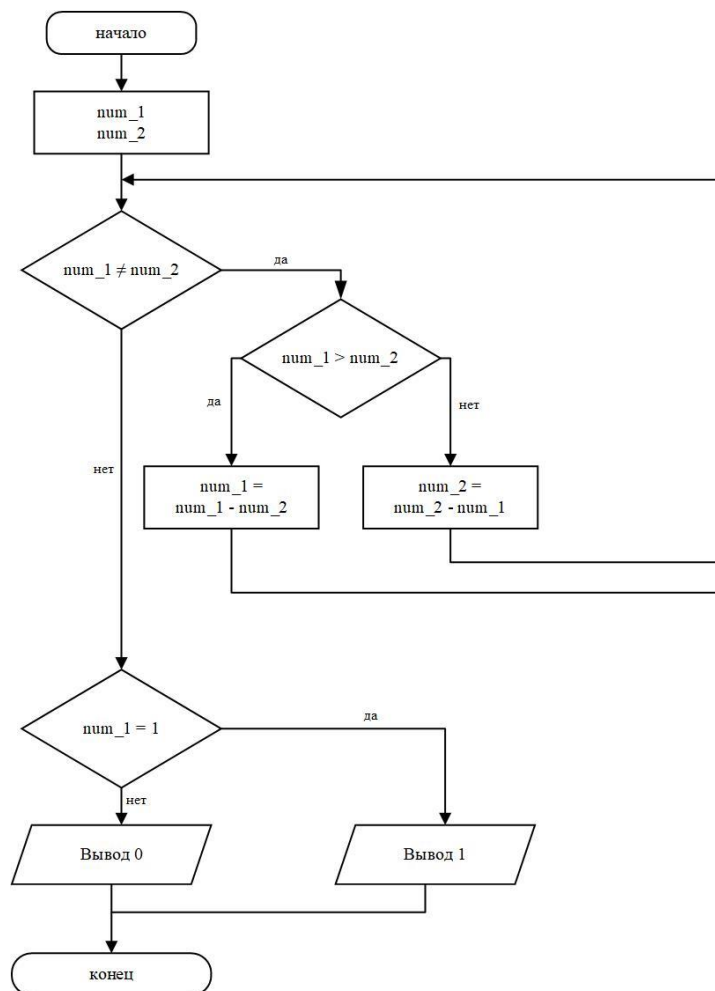 начало
num_1
num_2
num_1 ≠ num_2
да
num_1 > num_2
да
нет
num_1 =
num_1 - num_2
num_2 =
num_2 - num_1
нет
num_1 = 1
да
нет
Вывод 0
Вывод 1
конец